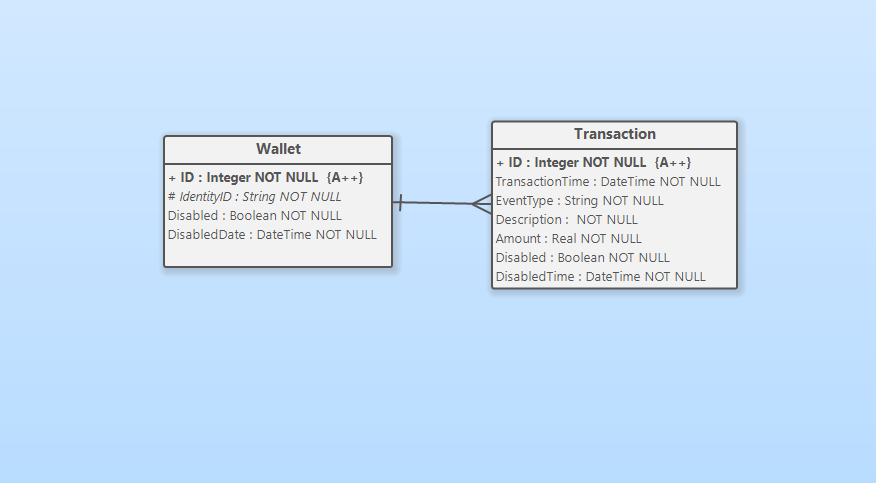 Wallet
+ ID : Integer NOT NULL {A++}
# IdentityID : String NOT NULL
Disabled : Boolean NOT NULL
DisabledDate : DateTime NOT NULL
Transaction
+ ID : Integer NOT NULL {A++}
TransactionTime : DateTime NOT NULL
EventType : String NOT NULL
Description : NOT NULL
Amount : Real NOT NULL
Disabled : Boolean NOT NULL
DisabledTime : DateTime NOT NULL